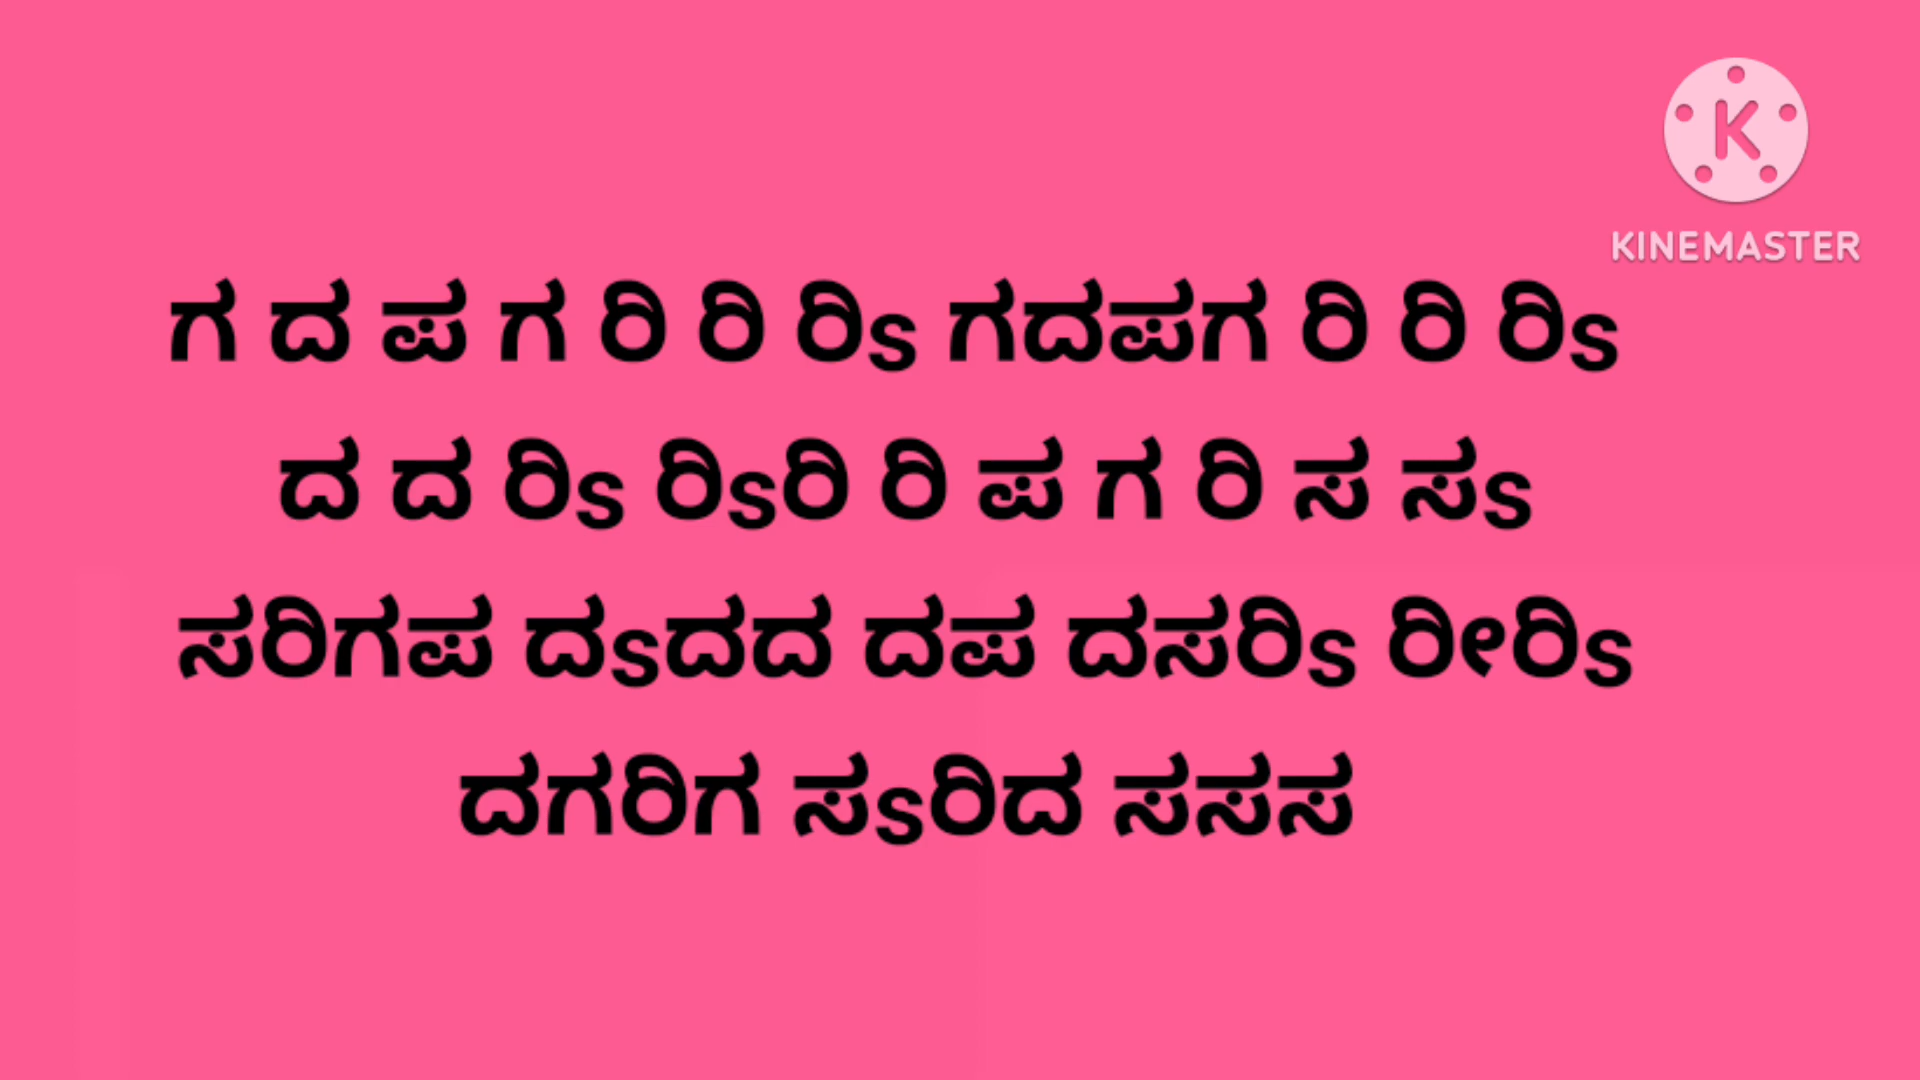 K
KINEMASTER
ಗ ದ ಪ ಗ ರಿ ರಿ ರಿs ಗದಪಗ ರಿ ರಿ ರಿs
ದ ದ ರಿs ರಿsರಿ ರಿ ಪ ಗ ರಿ ಸ ಸs
ಸರಿಗಪ ದsದದ ದಪ ದಸರಿs ರೀರಿs
ದಗರಿಗ ಸsರಿದ ಸಸಸ